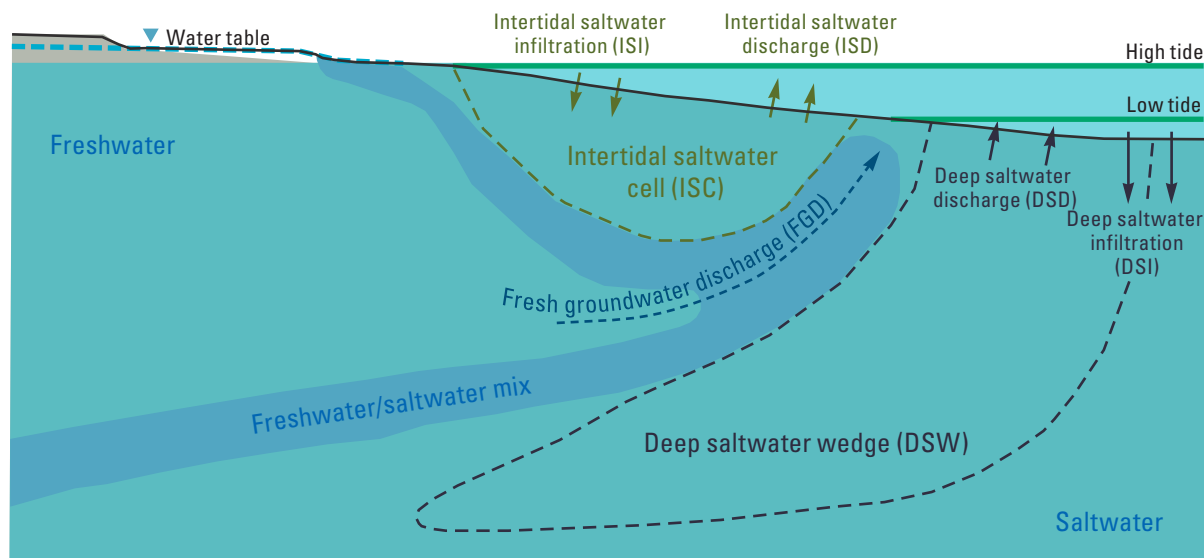 Intertidal saltwater
infiltration (ISI)
Intertidal saltwater
discharge (ISD)
Water table
High tide
Low tide
Freshwater
Intertidal saltwater
cell (ISC)
Deep saltwater
discharge (DSD)
Deep saltwater
infiltration
(DSI)
Fresh groundwater discharge (FGD)
Freshwater/saltwater mix
Deep saltwater wedge (DSW)
Saltwater